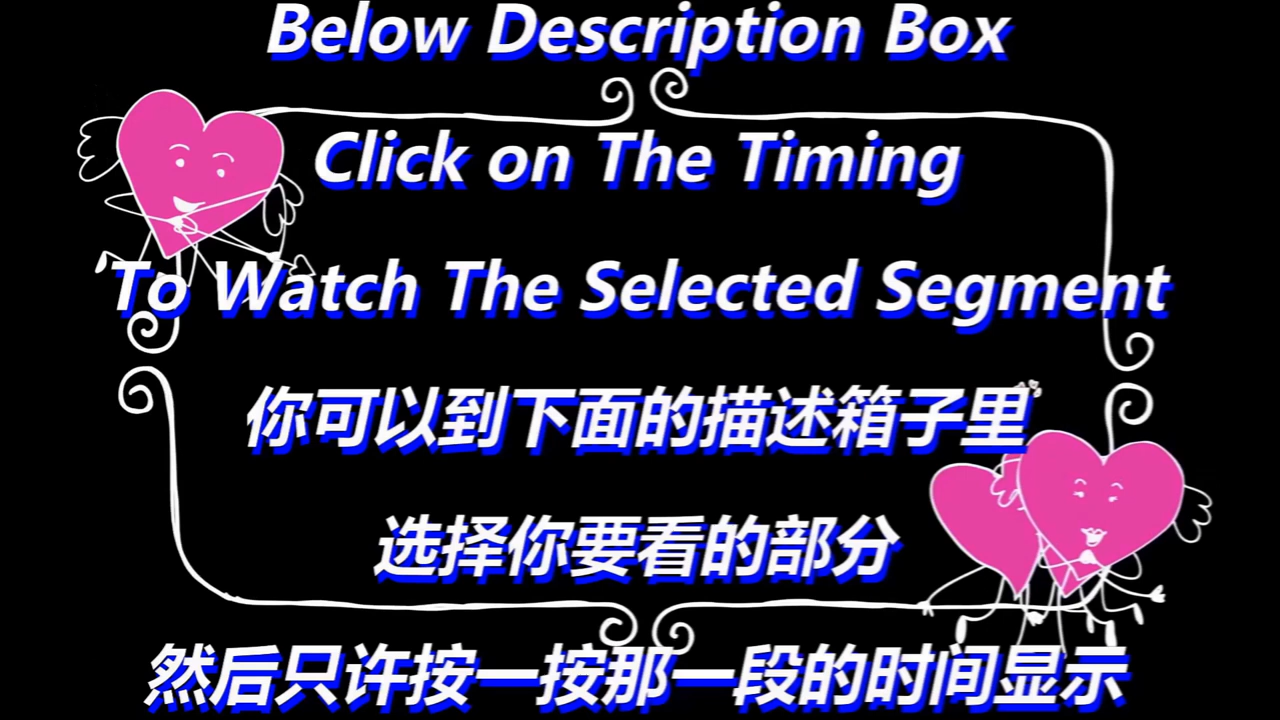 Below Description Box
Click on The Timing
To Watch The Selected Segment
你可以到下面的描述箱子里
选择你要看的部分
然后只许按一按那一段的时间显示